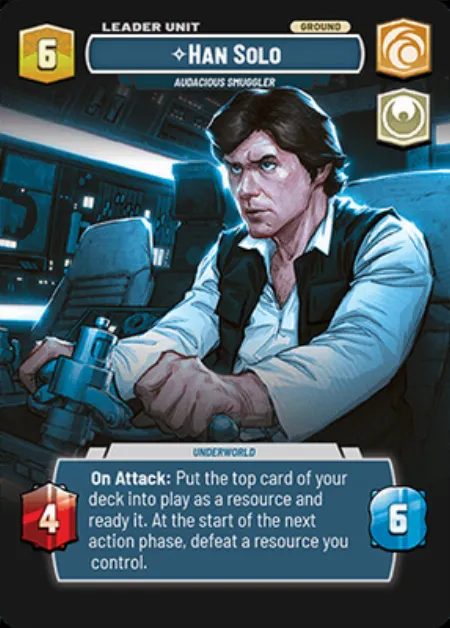 LEADER UNIT
GROUND
6
✧HAN SOLO
AUDACIOUS SMUGGLER
UNDERWORLD
On Attack: Put the top card of your
deck into play as a resource and
ready it. At the start of the next
action phase, defeat a resource you
control.
4
6